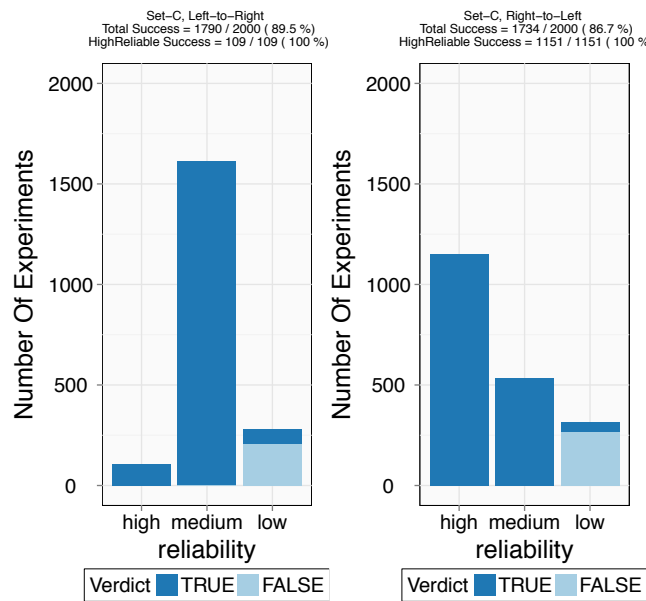 Set-C, Left-to-Right
Total Success = 1790 / 2000 ( 89.5 %)
HighReliable Success = 109 / 109 ( 100 %)
Number Of Experiments
2000
1500
1000
500
0
high medium low
reliability
Verdict TRUE FALSE
Set-C, Right-to-Left
Total Success = 1734 / 2000 ( 86.7 %)
HighReliable Success = 1151 / 1151 ( 100 %
Number Of Experiments
2000
1500
1000
500
0
high medium low
reliability
Verdict TRUE FALSE